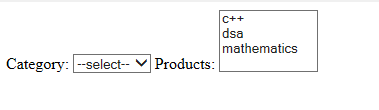 c++
dsa
mathematics
Category: --select-- Products: